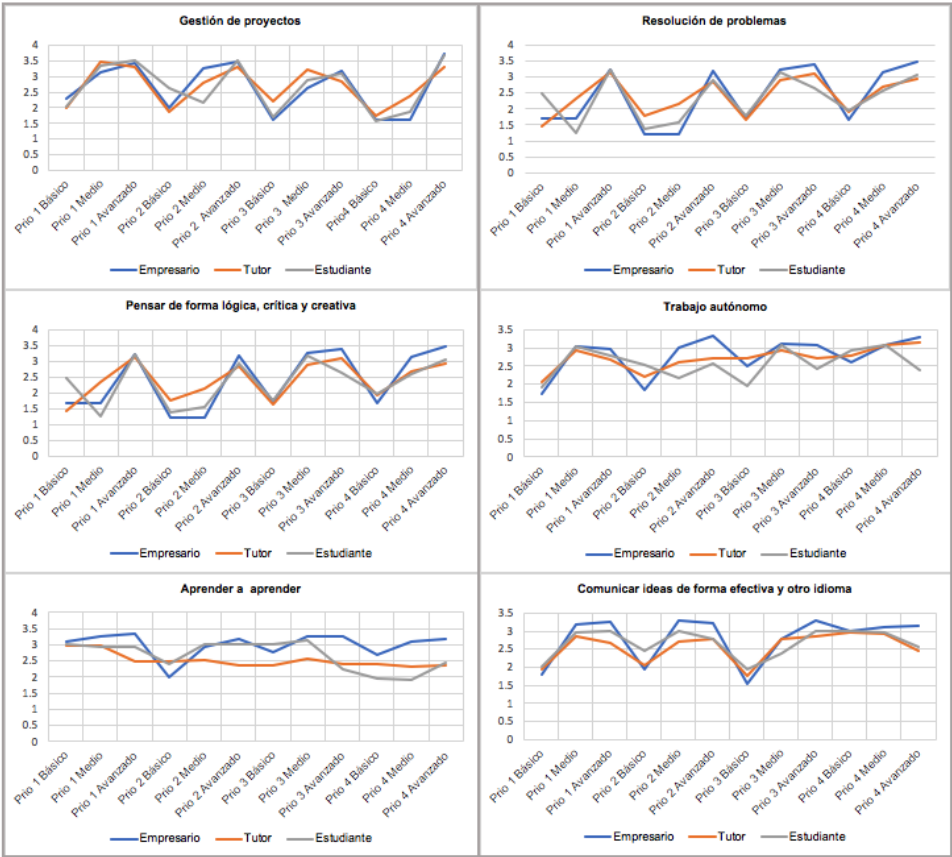 Gestión de proyectos
4
3.5
3
2.5
2
1.5
1
0.5
0
Prio 1 Básico
Prio 1 Medio
Prio 1 Avanzado
Prio 2 Básico
Prio 2 Medio
Prio 2 Avanzado
Prio 3 Básico
Prio 3 Medio
Prio 3 Avanzado
Prio4 Básico
Prio 4 Medio
Prio 4 Avanzado
Empresario Tutor Estudiante
Resolución de problemas
4
3.5
3
2.5
2
1.5
1
0.5
0
Prio 1 Básico
Prio 1 Medio
Prio 1 Avanzado
Prio 2 Básico
Prio 2 Medio
Prio 2 Avanzado
Prio 3 Básico
Prio 3 Medio
Prio 3 Avanzado
Prio 4 Básico
Prio 4 Medio
Prio 4 Avanzado
Empresario Tutor Estudiante
Pensar de forma lógica, crítica y creativa
4
3.5
3
2.5
2
1.5
1
0.5
0
Prio 1 Básico
Prio 1 Medio
Prio 1 Avanzado
Prio 2 Básico
Prio 2 Medio
Prio 2 Avanzado
Prio 3 Básico
Prio 3 Medio
Prio 3 Avanzado
Prio 4 Básico
Prio 4 Medio
Prio 4 Avanzado
Empresario Tutor Estudiante
Trabajo autónomo
3.5
3
2.5
2
1.5
1
0.5
0
Prio 1 Básico
Prio 1 Medio
Prio 1 Avanzado
Prio 2 Básico
Prio 2 Medio
Prio 2 Avanzado
Prio 3 Básico
Prio 3 Medio
Prio 3 Avanzado
Prio 4 Básico
Prio 4 Medio
Prio 4 Avanzado
Empresario Tutor Estudiante
Aprender a aprender
4
3.5
3
2.5
2
1.5
1
0.5
0
Prio 1 Básico
Prio 1 Medio
Prio 1 Avanzado
Prio 2 Básico
Prio 2 Medio
Prio 2 Avanzado
Prio 3 Básico
Prio 3 Medio
Prio 3 Avanzado
Prio 4 Básico
Prio 4 Medio
Prio 4 Avanzado
Empresario Tutor Estudiante
Comunicar ideas de forma efectiva y otro idioma
3.5
3
2.5
2
1.5
1
0.5
0
Prio 1 Básico
Prio 1 Medio
Prio 1 Avanzado
Prio 2 Básico
Prio 2 Medio
Prio 2 Avanzado
Prio 3 Básico
Prio 3 Medio
Prio 3 Avanzado
Prio 4 Básico
Prio 4 Medio
Prio 4 Avanzado
Empresario Tutor Estudiante